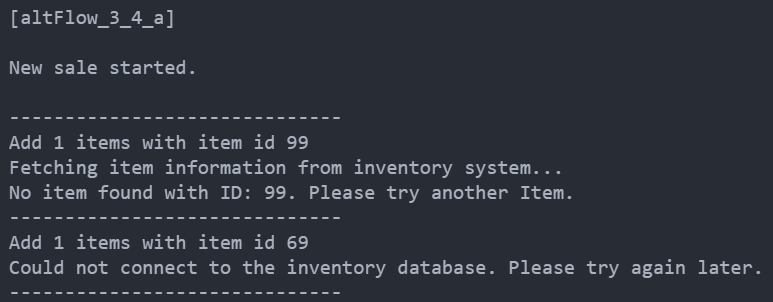 [altFlow_3_4_a]
New sale started.
------------------------------
Add 1 items with item id 99
Fetching item information from inventory system...
No item found with ID: 99. Please try another Item.
------------------------------
Add 1 items with item id 69
Could not connect to the inventory database. Please try again later.
------------------------------